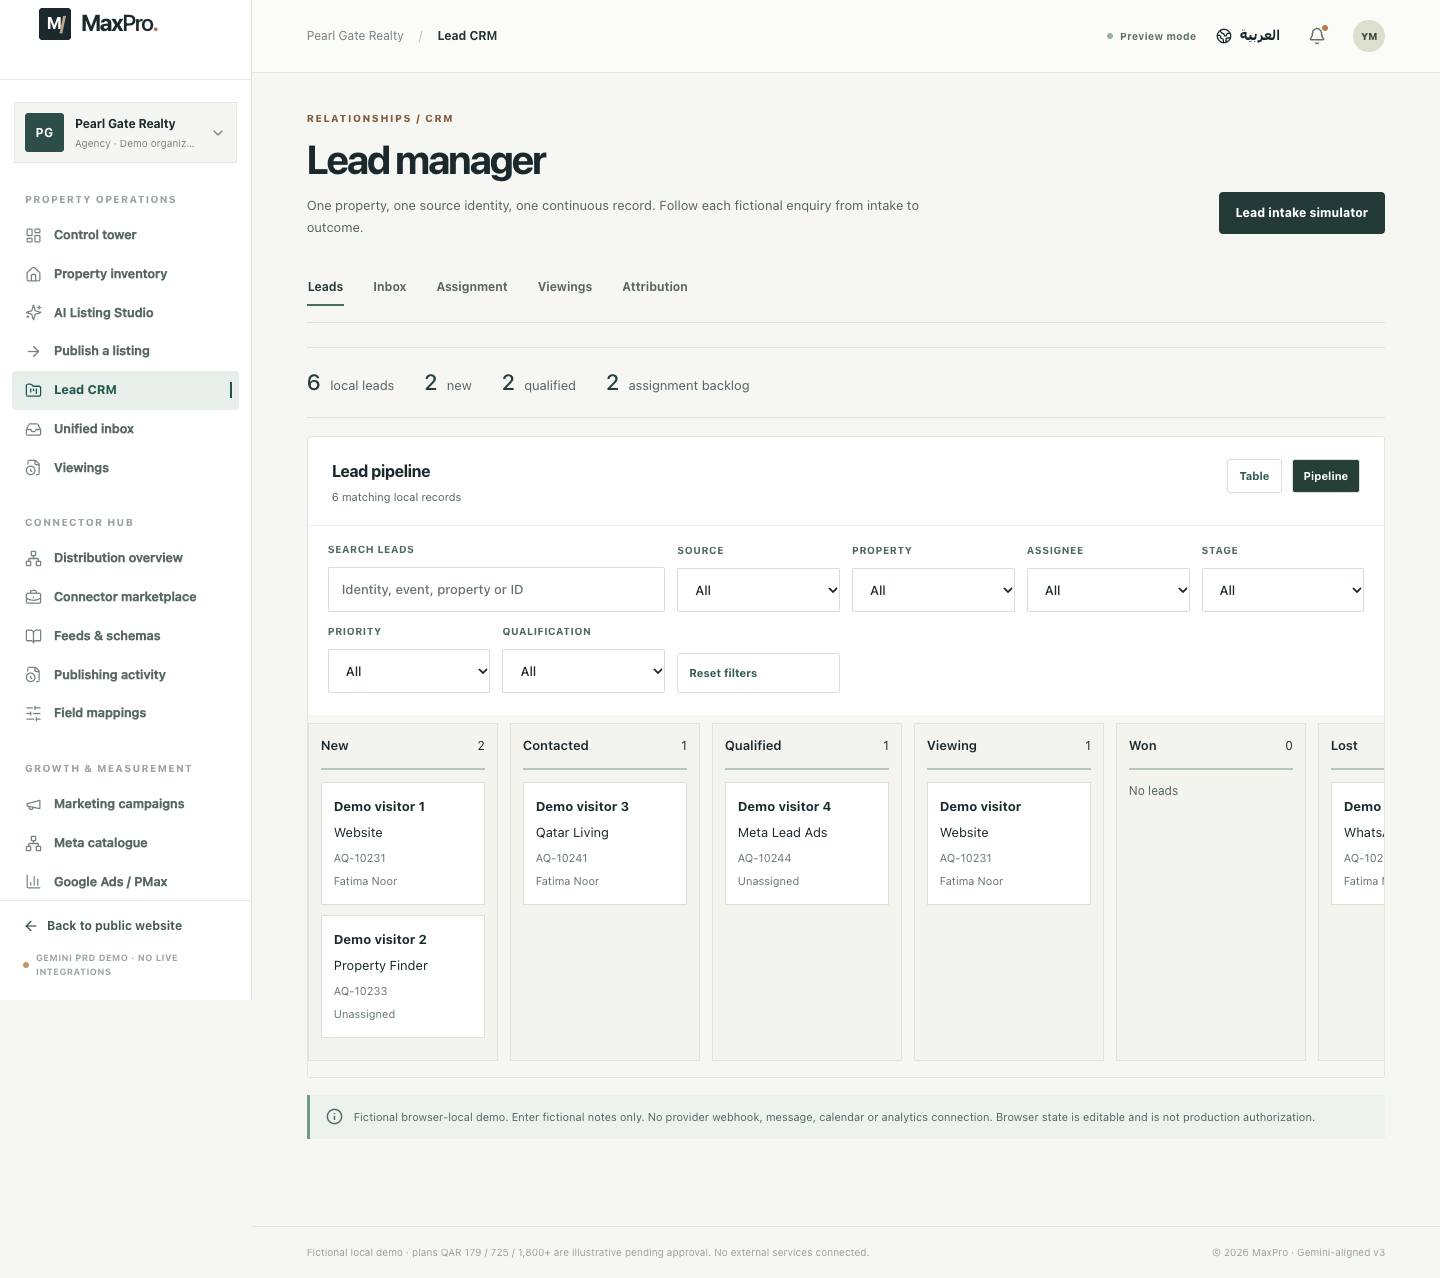 M/ MaxPro.
PG
Pearl Gate Realty
Agency · Demo organiz...
PROPERTY OPERATIONS
Control tower
Property inventory
AI Listing Studio
Publish a listing
Lead CRM
Unified inbox
Viewings
CONNECTOR HUB
Distribution overview
Connector marketplace
Feeds & schemas
Publishing activity
Field mappings
GROWTH & MEASUREMENT
Marketing campaigns
Meta catalogue
Google Ads / PMax
Back to public website
GEMINI PRD DEMO · NO LIVE
INTEGRATIONS
Pearl Gate Realty / Lead CRM
Preview mode
العربية
YM
RELATIONSHIPS / CRM
Lead manager
One property, one source identity, one continuous record. Follow each fictional enquiry from intake to
outcome.
Lead intake simulator
Leads Inbox Assignment Viewings Attribution
6 local leads 2 new 2 qualified 2 assignment backlog
Lead pipeline
6 matching local records
Table Pipeline
SEARCH LEADS SOURCE PROPERTY ASSIGNEE STAGE
Identity, event, property or ID All All All All
PRIORITY QUALIFICATION
All All Reset filters
New 2
Demo visitor 1
Website
AQ-10231
Fatima Noor
Demo visitor 2
Property Finder
AQ-10233
Unassigned
Contacted 1
Demo visitor 3
Qatar Living
AQ-10241
Fatima Noor
Qualified 1
Demo visitor 4
Meta Lead Ads
AQ-10244
Unassigned
Viewing 1
Demo visitor
Website
AQ-10231
Fatima Noor
Won 0
No leads
Lost
Demo
Whats
AQ-102
Fatima
Fictional browser-local demo. Enter fictional notes only. No provider webhook, message, calendar or analytics connection. Browser state is editable and is not production authorization.
Fictional local demo · plans QAR 179 / 725 / 1,800+ are illustrative pending approval. No external services connected.
© 2026 MaxPro · Gemini-aligned v3